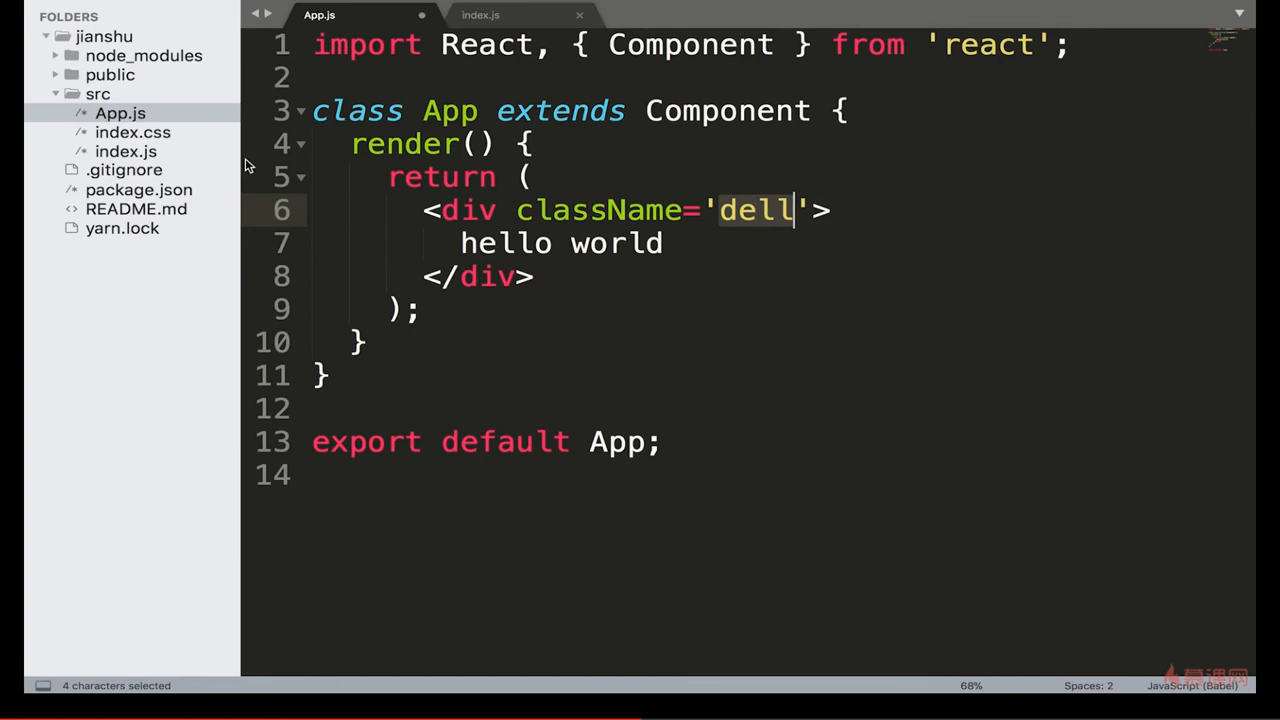 FOLDERS
jianshu
node_modules
public
src
App.js
index.css
index.js
.gitignore
package.json
README.md
yarn.lock
App.js
index.js
1 import React, { Component } from 'react';
2
3 class App extends Component {
4 render() {
5 return (
6 <div className='dell'>
7 hello world
8 </div>
9 );
10 }
11 }
12
13 export default App;
14
4 characters selected
68%
Spaces: 2
JavaScript (Babel)
慕课网